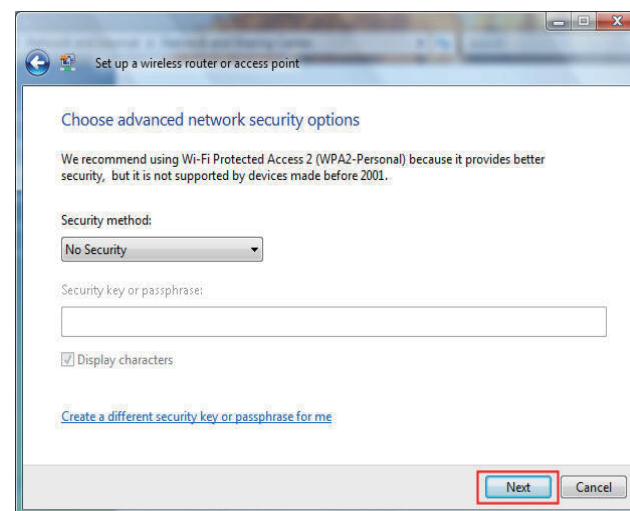 Set up a wireless router or access point
Choose advanced network security options
We recommend using Wi-Fi Protected Access 2 (WPA2-Personal) because it provides better
security, but it is not supported by devices made before 2001.
Security method:
No Security
Security key or passphrase:
Display characters
Create a different security key or passphrase for me
Next
Cancel